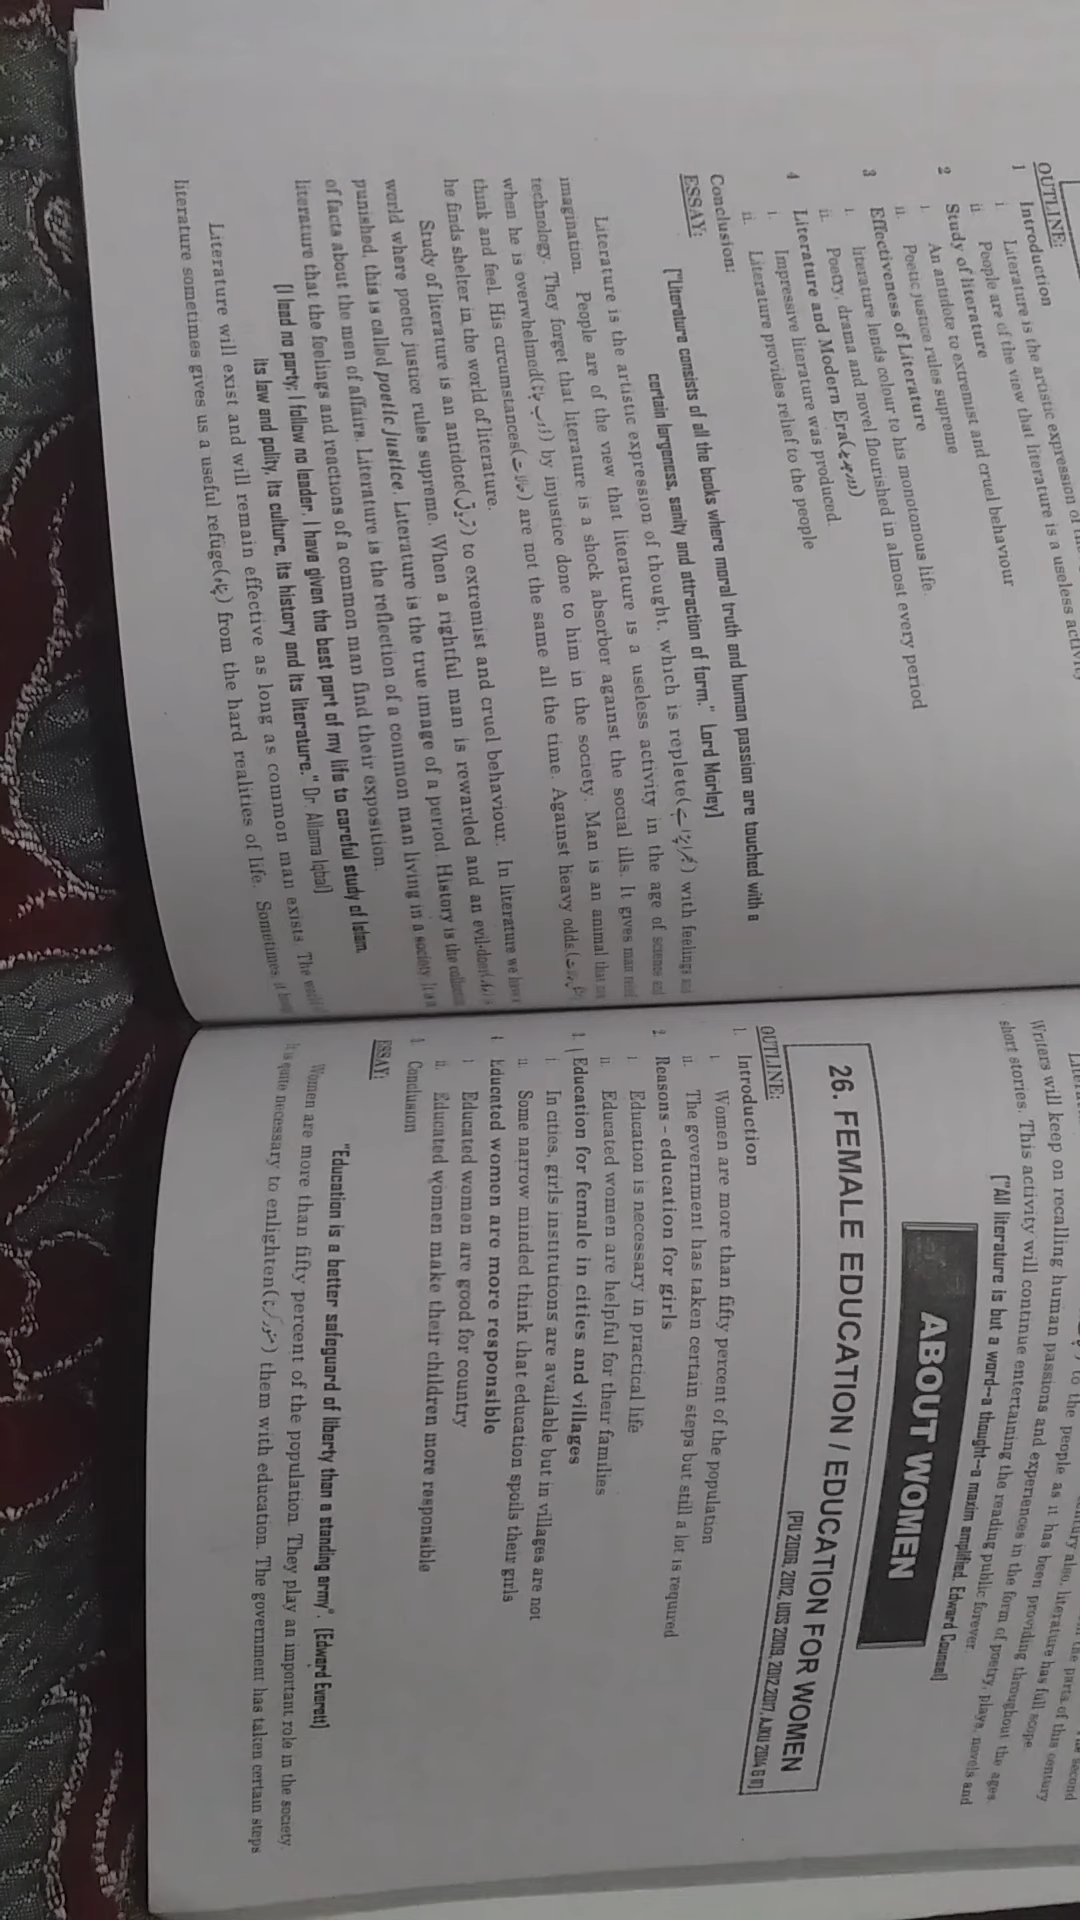 OUTLINE:
1 Introduction
i Literature is the artistic expression of
ii People are of the view that literature is a useless activity
2 Study of literature
i. An antidote to extremist and cruel behaviour
ii. Poetic justice rules supreme
3 Effectiveness of Literature
i. literature lends colour to his monotonous life.
ii. Poetry, drama and novel flourished in almost every period
4 Literature and Modern Era(
i. Impressive literature was produced.
ii. Literature provides relief to the people
Conclusion:
ESSAY:
["Literature consists of all the books where moral truth and human passion are touched with a
certain largeness, sanity and attraction of form." Lord Morley]
Literature is the artistic expression of thought, which is replete( ) with feelings and
imagination. People are of the view that literature is a useless activity in the age of science and
technology. They forget that literature is a shock absorber against the social ills. It gives man relief
when he is overwhelmed( ) by injustice done to him in the society. Man is an animal that
think and feel. His circumstances(حالات) are not the same all the time. Against heavy odds(
he finds shelter in the world of literature.
Study of literature is an antidote(تریاق) to extremist and cruel behaviour. In literature we have a
world where poetic justice rules supreme. When a rightful man is rewarded and an evil-doer(
punished, this is called poetic justice. Literature is the true image of a period. History is the
of facts about the men of affairs. Literature is the reflection of a common man living in a society. It is a
literature that the feelings and reactions of a common man find their exposition.
[I lead no party; I follow no leader. I have given the best part of my life to careful study of Islam,
its law and polity, its culture, its history and its literature." Dr. Allama Iqbal]
Literature will exist and will remain effective as long as common man exists. The world of
literature sometimes gives us a useful refuge(پناہ) from the hard realities of life. Sometimes, it
to the people as it has been providing throughout
Writers will keep on recalling human passions and experiences in the form of poetry, plays, novels and
short stories. This activity will continue entertaining the reading public forever.
["All literature is but a word--a thought--a maxim amplified. Edward Counsel]
ABOUT WOMEN
26. FEMALE EDUCATION / EDUCATION FOR WOMEN
(PU 2006, 2012, UOS 2009, 2012,2017, AJKU 2014
OUTLINE:
1. Introduction
i Women are more than fifty percent of the population
ii. The government has taken certain steps but still a lot is required
2. Reasons - education for girls
i Education is necessary in practical life
ii. Educated women are helpful for their families
3. Education for female in cities and villages
i In cties, girls institutions are available but in villages are not
ii. Some narrow minded think that education spoils their girls
4. Educated women are more responsible
i Educated women are good for country
ii. Educated women make their children more responsible
5 Conclusion
ESSAY:
"Education is a better safeguard of liberty than a standing army". (Edward Everett)
Women are more than fifty percent of the population. They play an important role in the society.
It is quite necessary to enlighten(منور کرنے) them with education. The government has taken certain steps